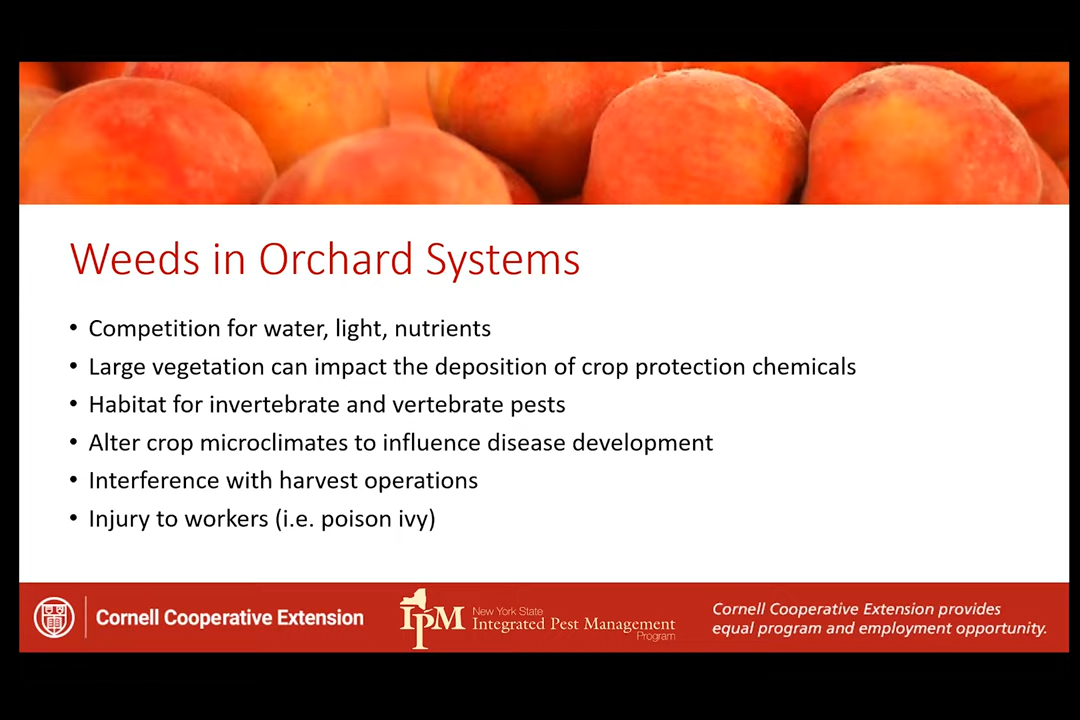 Weeds in Orchard Systems
• Competition for water, light, nutrients
• Large vegetation can impact the deposition of crop protection chemicals
• Habitat for invertebrate and vertebrate pests
• Alter crop microclimates to influence disease development
• Interference with harvest operations
• Injury to workers (i.e. poison ivy)
Cornell Cooperative Extension
IPM
New York State
Integrated Pest Management
Program
Cornell Cooperative Extension provides
equal program and employment opportunity.